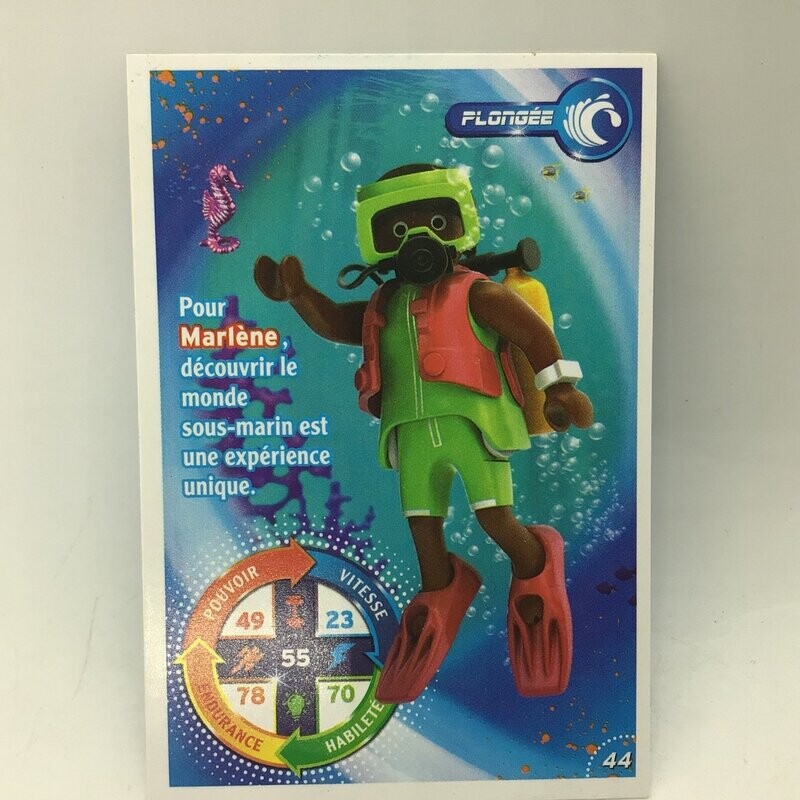 PLONGÉE
Pour
Marlène,
découvrir le
monde
sous-marin est
une expérience
unique.
POUVOIR
VITESSE
49
23
55
78
70
ENDURANCE
HABILETÉ
44